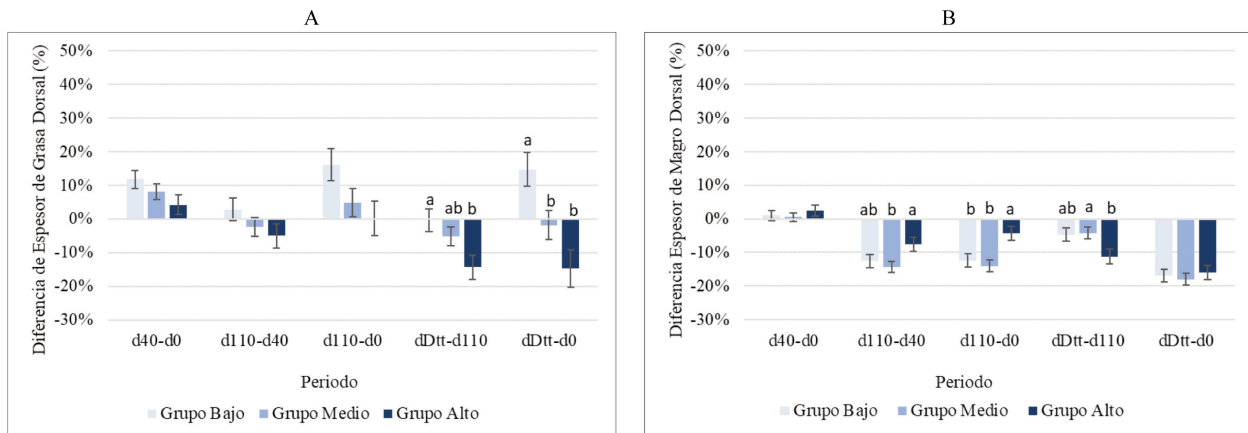 A
Diferencia de Espesor de Grasa Dorsal (%)
50%
40%
30%
20%
10%
0%
-10%
-20%
-30%
a ab b
a b b
d40-d0 d110-d40 d110-d0 dDtt-d110 dDtt-d0
Periodo
Grupo Bajo Grupo Medio Grupo Alto
B
Diferencia Espesor de Magro Dorsal (%)
50%
40%
30%
20%
10%
0%
-10%
-20%
-30%
ab b a b b a ab a b
d40-d0 d110-d40 d110-d0 dDtt-d110 dDtt-d0
Periodo
Grupo Bajo Grupo Medio Grupo Alto